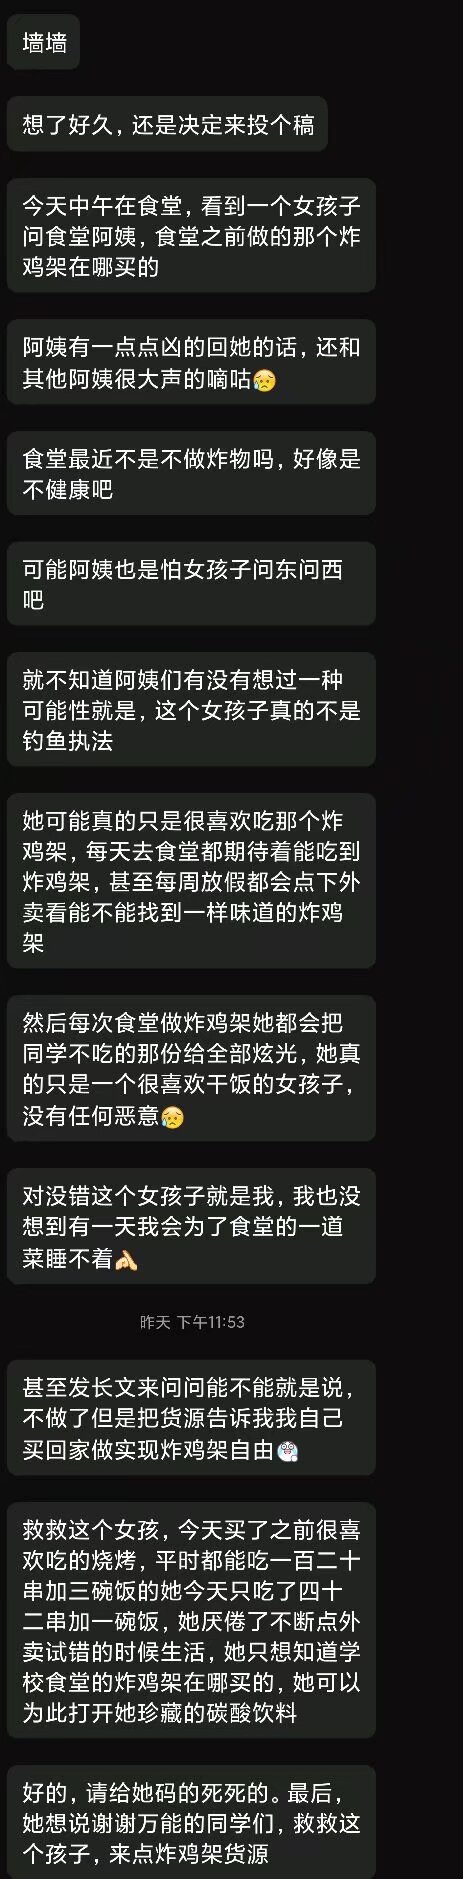 墙墙
想了好久，还是决定来投个稿
今天中午在食堂，看到一个女孩子
问食堂阿姨，食堂之前做的那个炸
鸡架在哪买的
阿姨有一点点凶的回她的话，还和
其他阿姨很大声的嘀咕😥
食堂最近不是不做炸物吗，好像是
不健康吧
可能阿姨也是怕女孩子问东问西
吧
就不知道阿姨们有没有想过一种
可能性就是，这个女孩子真的不是
钓鱼执法
她可能真的只是很喜欢吃那个炸
鸡架，每天去食堂都期待着能吃到
炸鸡架，甚至每周放假都会点下外
卖看能不能找到一样味道的炸鸡
架
然后每次食堂做炸鸡架她都会把
同学不吃的那份给全部炫光，她真
的只是一个很喜欢干饭的女孩子，
没有任何恶意😥
对没错这个女孩子就是我，我也没
想到有一天我会为了食堂的一道
菜睡不着🙏
昨天 下午11:53
甚至发长文来问问能不能就是说，
不做了但是把货源告诉我我自己
买回家做实现炸鸡架自由
救救这个女孩，今天买了之前很喜
欢吃的烧烤，平时都能吃一百二十
串加三碗饭的她今天只吃了四十
二串加一碗饭，她厌倦了不断点外
卖试错的时候生活，她只想知道学
校食堂的炸鸡架在哪买的，她可以
为此打开她珍藏的碳酸饮料
好的，请给她码的死死的。最后，
她想说谢谢万能的同学们，救救这
个孩子，来点炸鸡架货源